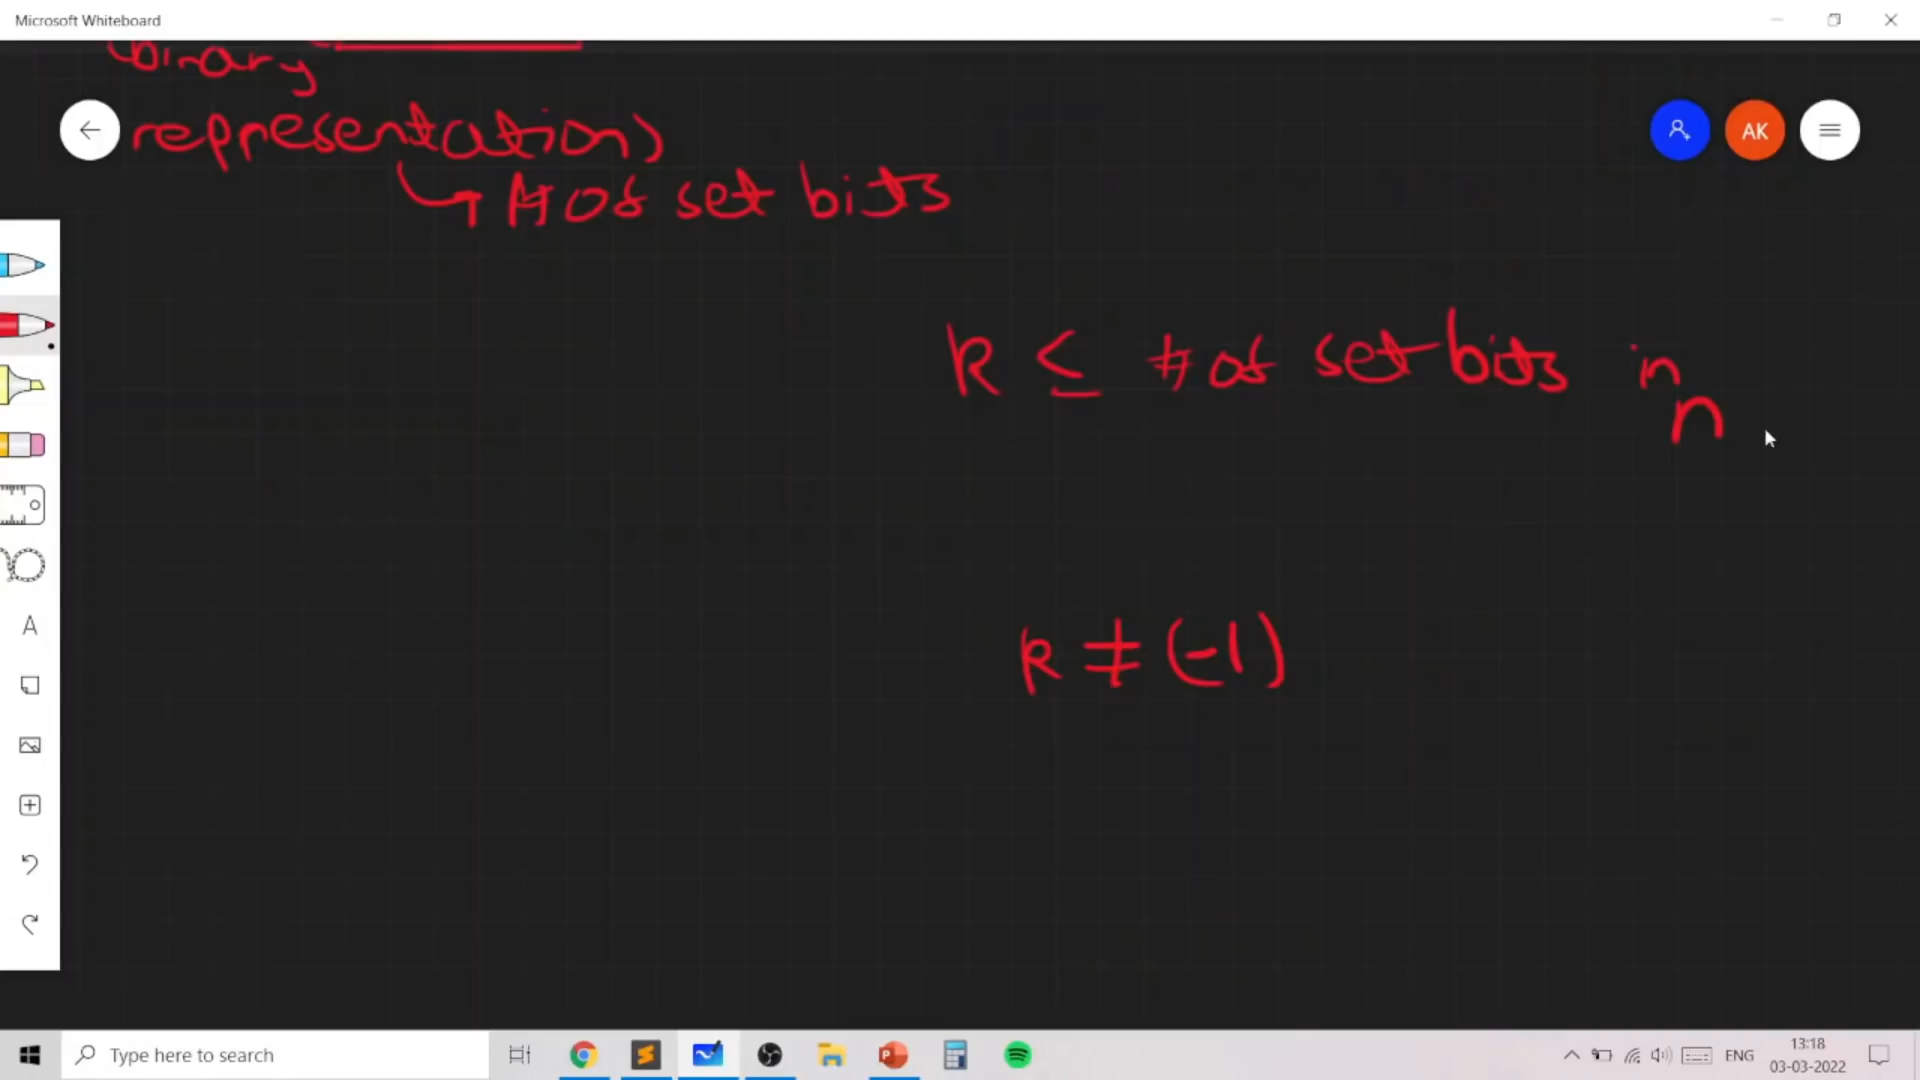 Microsoft Whiteboard
(binary
representation)
# of set bits
k ≤ # of set bits in
n
k ≠ (-1)
AK
A
Type here to search
ENG
13:18
03-03-2022